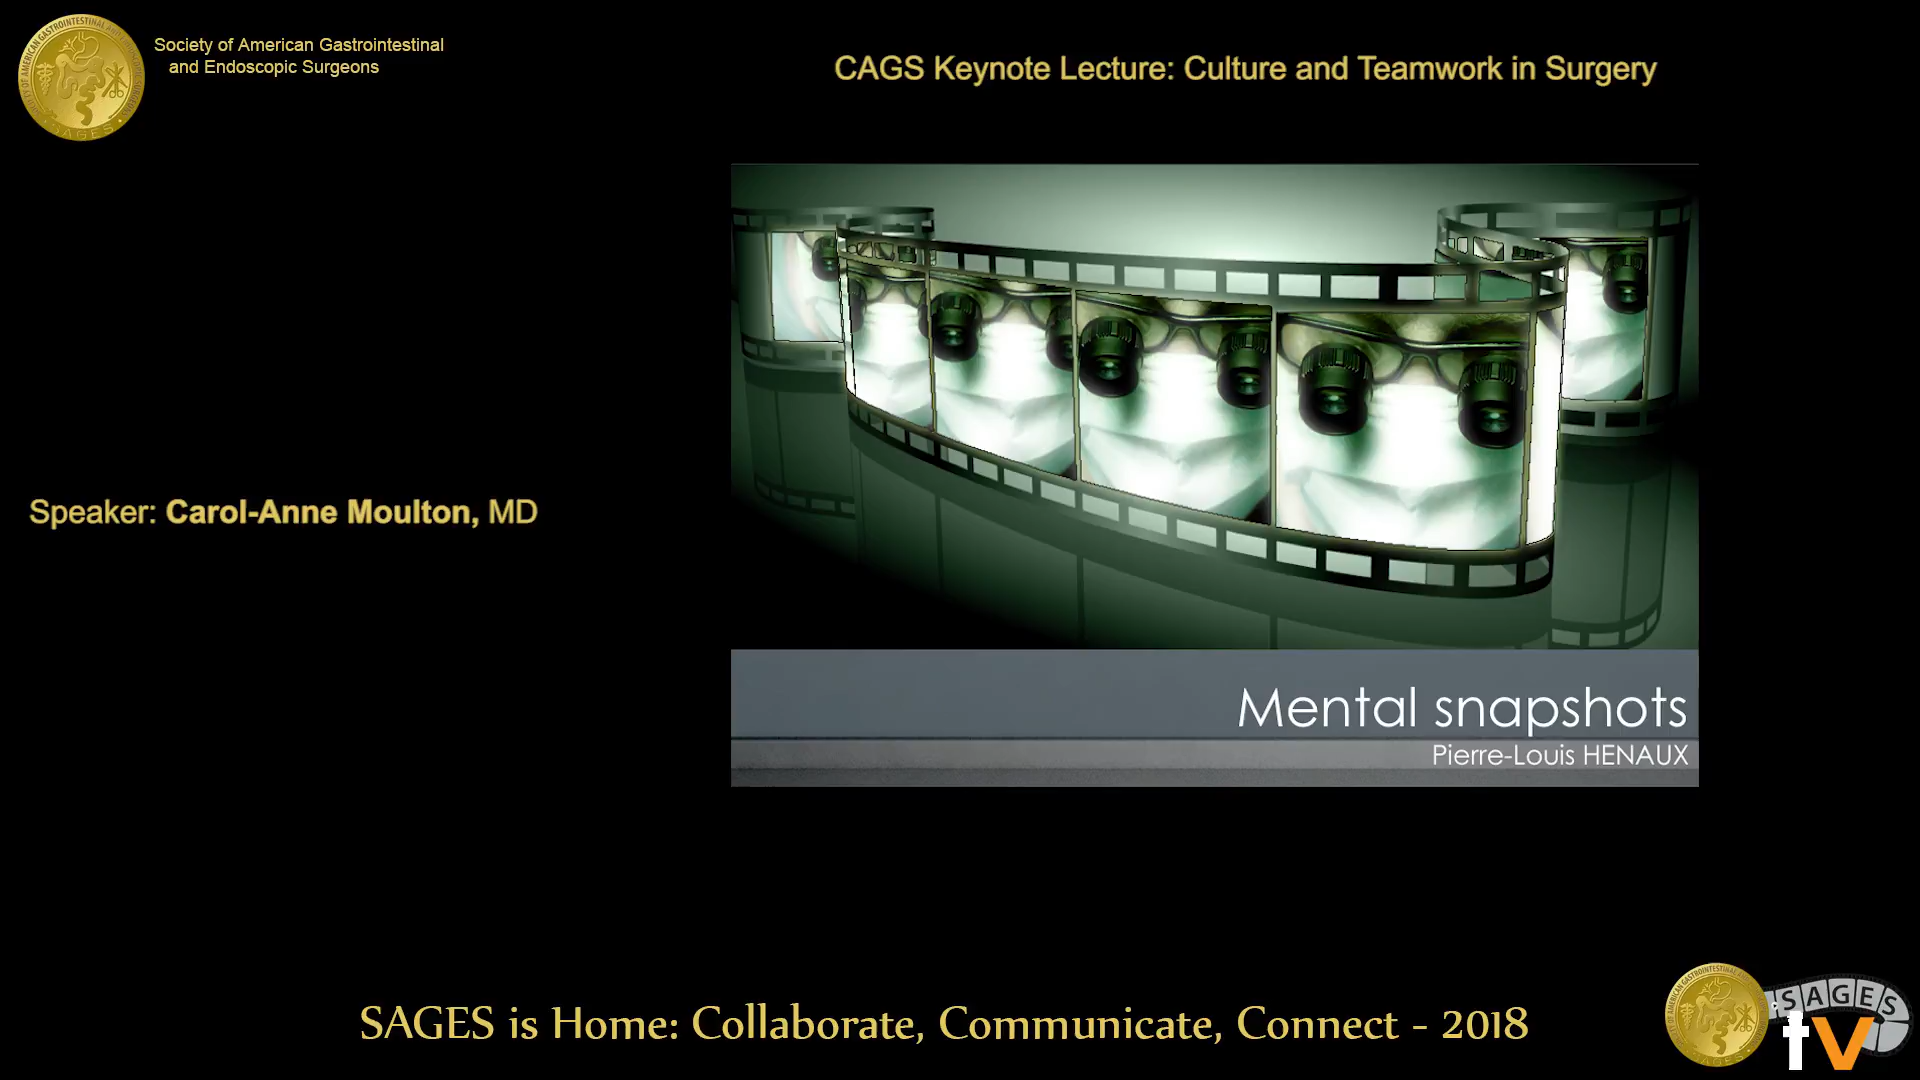 Society of American Gastrointestinal
and Endoscopic Surgeons
CAGS Keynote Lecture: Culture and Teamwork in Surgery
SAGES
Speaker: Carol-Anne Moulton, MD
Mental snapshots
Pierre-Louis HENAUX
SAGES is Home: Collaborate, Communicate, Connect - 2018
SAGES
tv